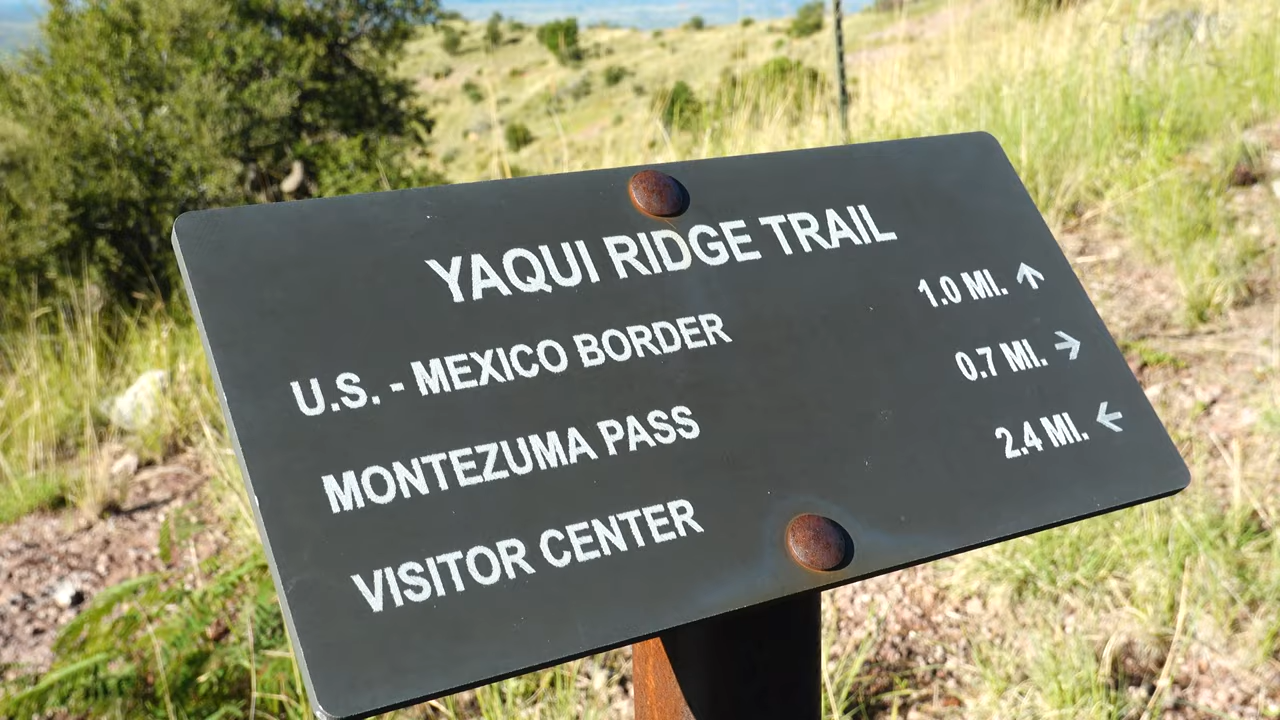 YAQUI RIDGE TRAIL
U.S. - MEXICO BORDER 1.0 MI. ↑
MONTEZUMA PASS 0.7 MI. →
VISITOR CENTER 2.4 MI. ←